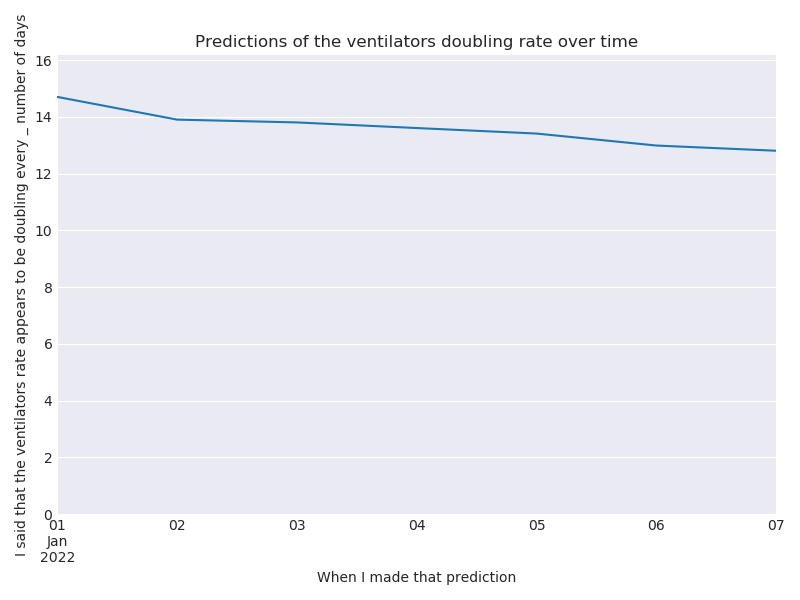 Predictions of the ventilators doubling rate over time
I said that the ventilators rate appears to be doubling every _ number of days
16
14
12
10
8
6
4
2
0
01 02 03 04 05 06 07
Jan
2022
When I made that prediction